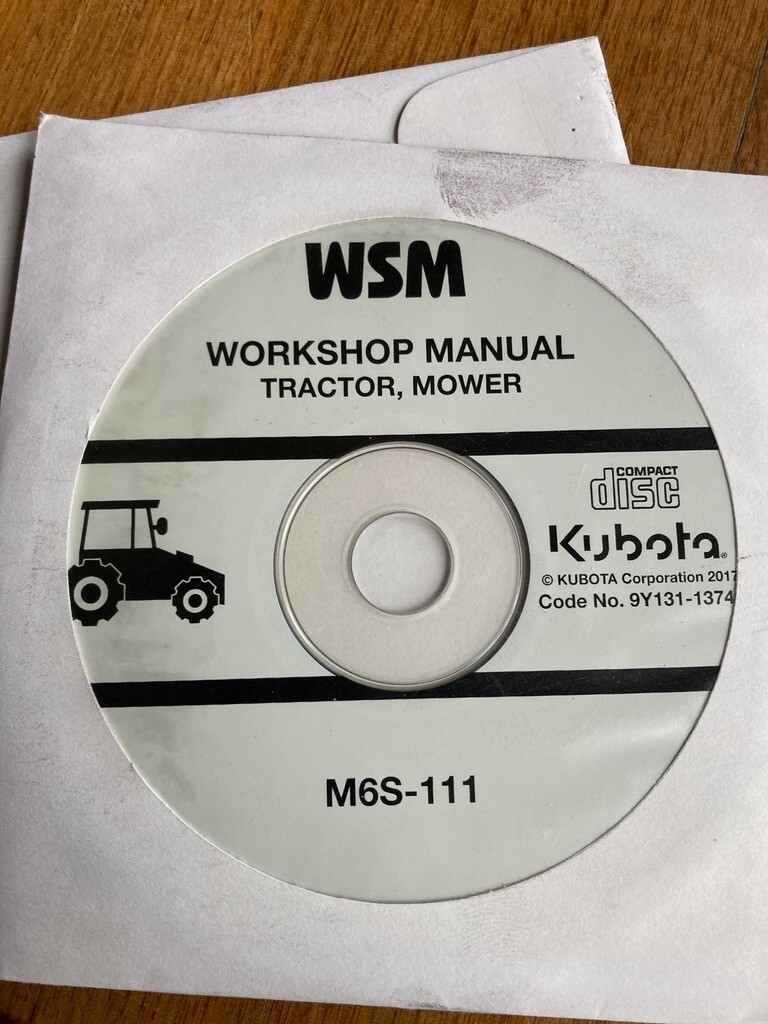 WSM
WORKSHOP MANUAL
TRACTOR, MOWER
COMPACT
disc
Kubota®
© KUBOTA Corporation 2017
Code No. 9Y131-1374
M6S-111